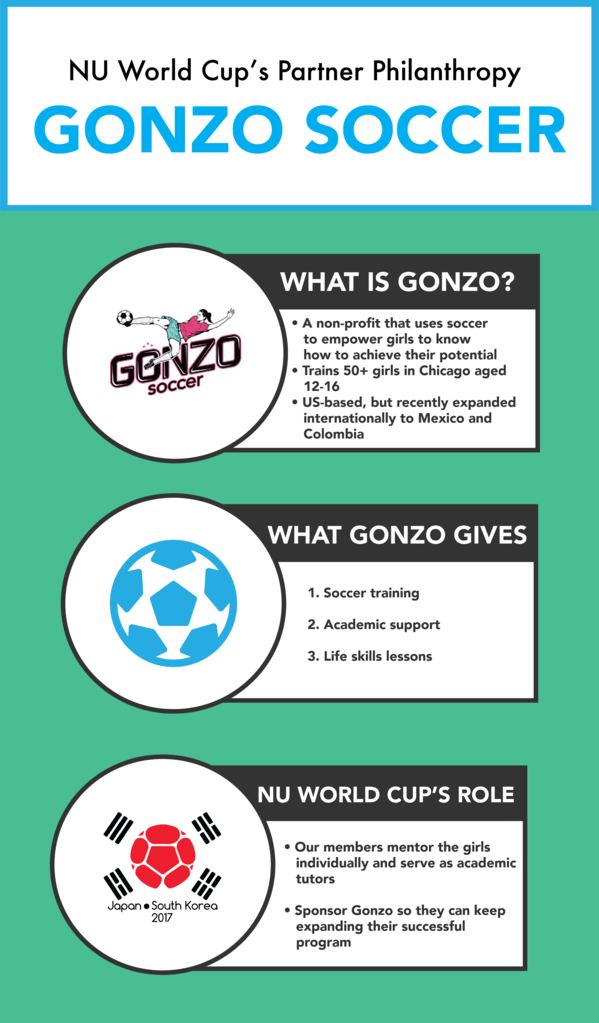 NU World Cup's Partner Philanthropy
GONZO SOCCER
WHAT IS GONZO?
GONZO
soccer
• A non-profit that uses soccer
to empower girls to know
how to achieve their potential
• Trains 50+ girls in Chicago aged
12-16
• US-based, but recently expanded
internationally to Mexico and
Colombia
WHAT GONZO GIVES
1. Soccer training
2. Academic support
3. Life skills lessons
NU WORLD CUP'S ROLE
Japan • South Korea
2017
• Our members mentor the girls
individually and serve as academic
tutors
• Sponsor Gonzo so they can keep
expanding their successful
program